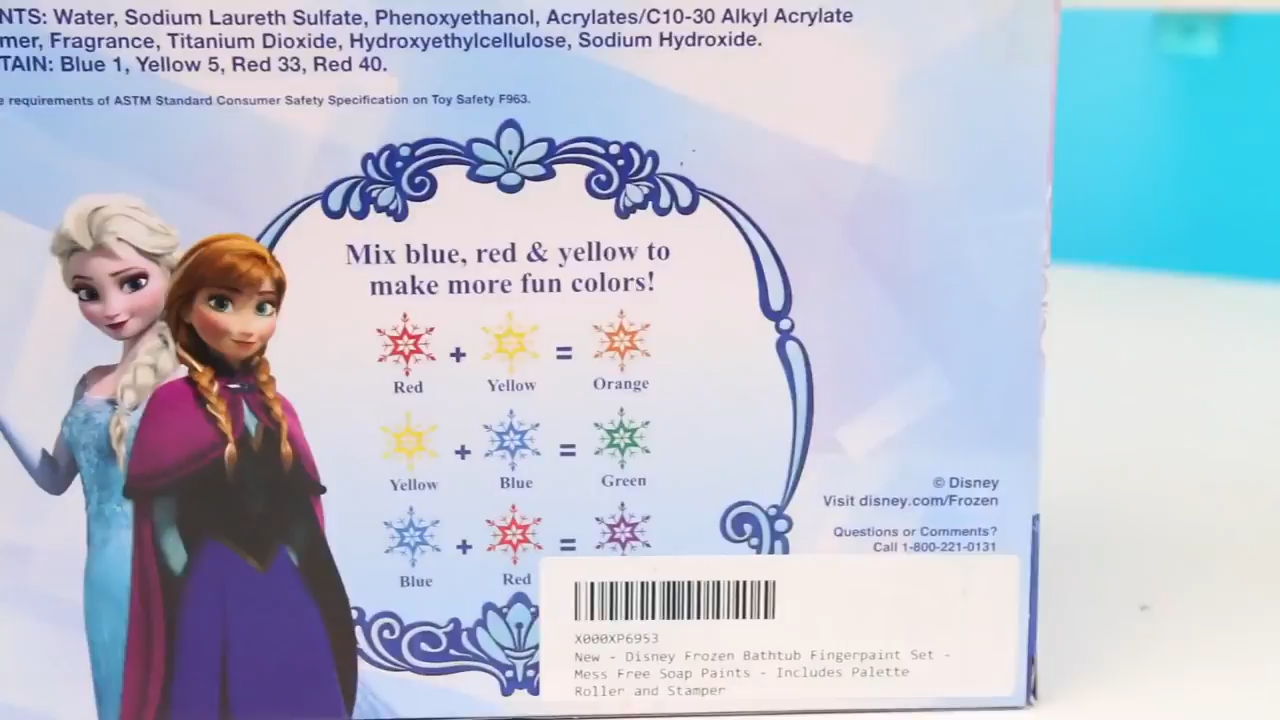 NTS: Water, Sodium Laureth Sulfate, Phenoxyethanol, Acrylates/C10-30 Alkyl Acrylate
mer, Fragrance, Titanium Dioxide, Hydroxyethylcellulose, Sodium Hydroxide.
TAIN: Blue 1, Yellow 5, Red 33, Red 40.
e requirements of ASTM Standard Consumer Safety Specification on Toy Safety F963.
Mix blue, red & yellow to
make more fun colors!
+ =
Red Yellow Orange
+ =
Yellow Blue Green
+ =
Blue Red
© Disney
Visit disney.com/Frozen
Questions or Comments?
Call 1-800-221-0131
X000XP6953
New - Disney Frozen Bathtub Fingerpaint Set -
Mess Free Soap Paints - Includes Palette
Roller and Stamper